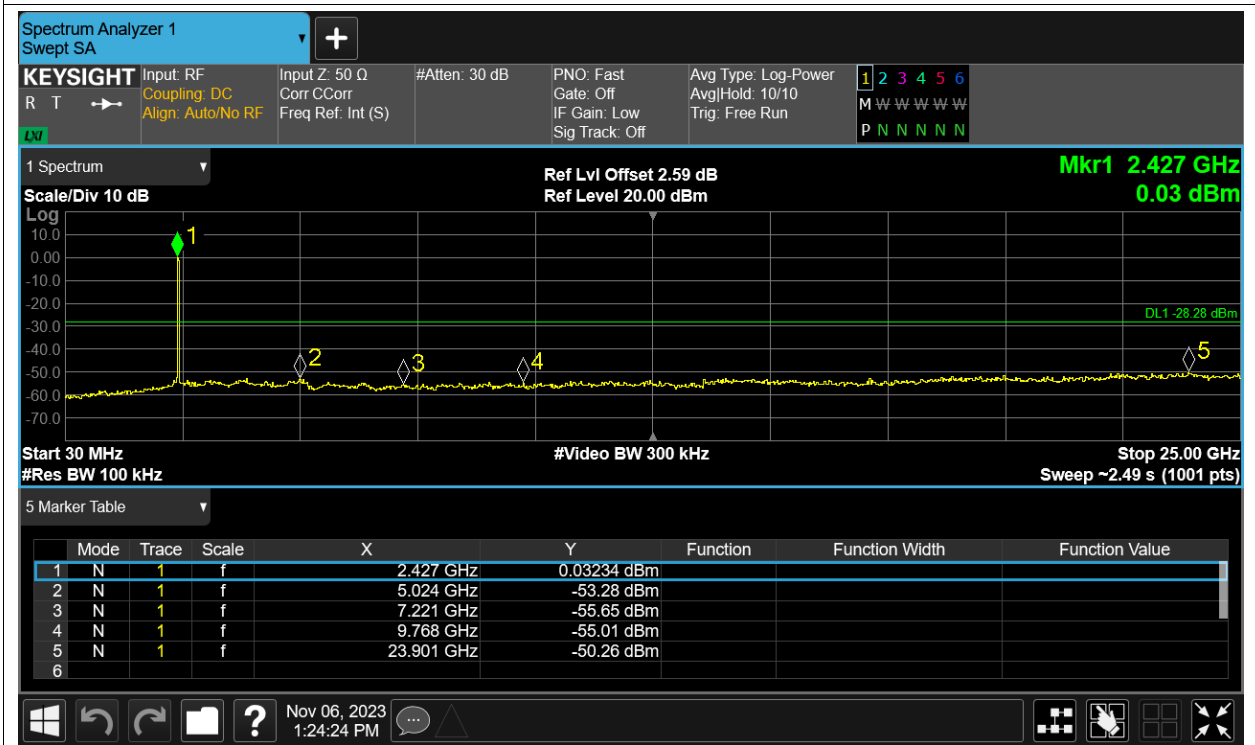 Spectrum Analyzer 1
Swept SA
+
KEYSIGHT
R T
LXI
Input: RF
Coupling: DC
Align: Auto/No RF
Input Z: 50 Ω
Corr CCorr
Freq Ref: Int (S)
#Atten: 30 dB
PNO: Fast
Gate: Off
IF Gain: Low
Sig Track: Off
Avg Type: Log-Power
Avg|Hold: 10/10
Trig: Free Run
1 2 3 4 5 6
M W W W W W
P N N N N N
1 Spectrum
Scale/Div 10 dB
Ref Lvl Offset 2.59 dB
Ref Level 20.00 dBm
Mkr1 2.427 GHz
0.03 dBm
Log
10.0
0.00
-10.0
-20.0
-30.0
-40.0
-50.0
-60.0
-70.0
1
2
3
4
5
DL1 -28.28 dBm
Start 30 MHz #Video BW 300 kHz Stop 25.00 GHz
#Res BW 100 kHz Sweep ~2.49 s (1001 pts)
5 Marker Table
Mode Trace Scale X Y Function Function Width Function Value
1 N 1 f 2.427 GHz 0.03234 dBm
2 N 1 f 5.024 GHz -53.28 dBm
3 N 1 f 7.221 GHz -55.65 dBm
4 N 1 f 9.768 GHz -55.01 dBm
5 N 1 f 23.901 GHz -50.26 dBm
6
?
Nov 06, 2023
1:24:24 PM